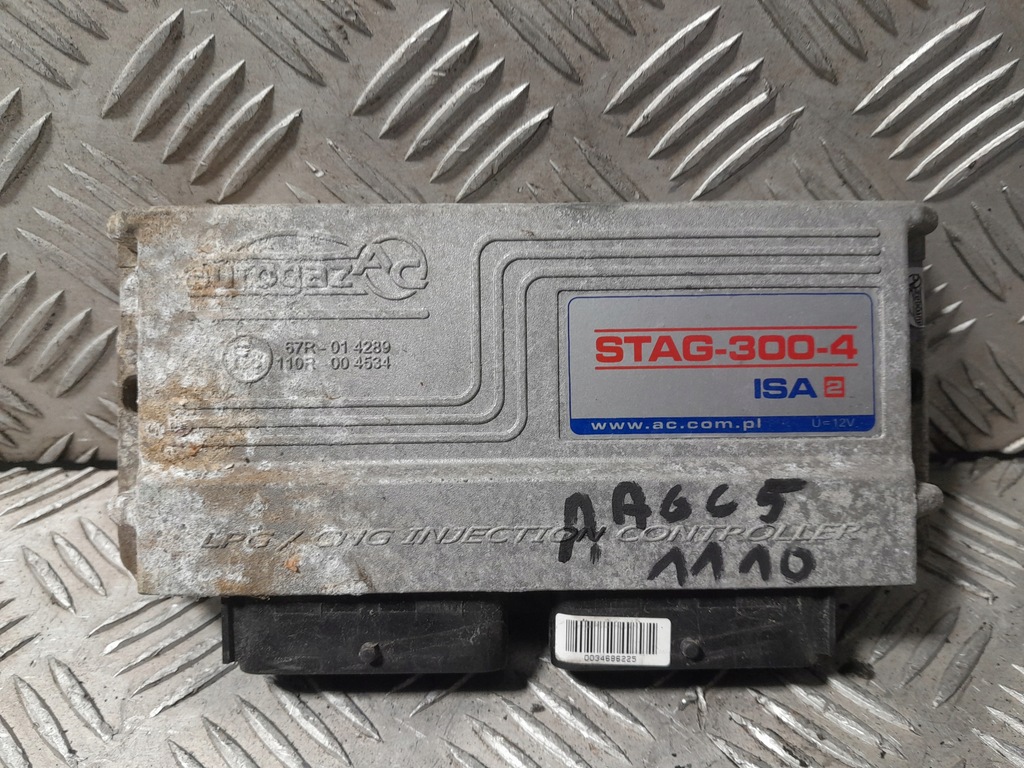 autogaz AC
67R-01 4289
110R 00 4534
STAG-300-4
ISA 2
www.ac.com.pl U=12V
AAGC5
1110
LPG / CNG INJECTION CONTROLLER
0034686225